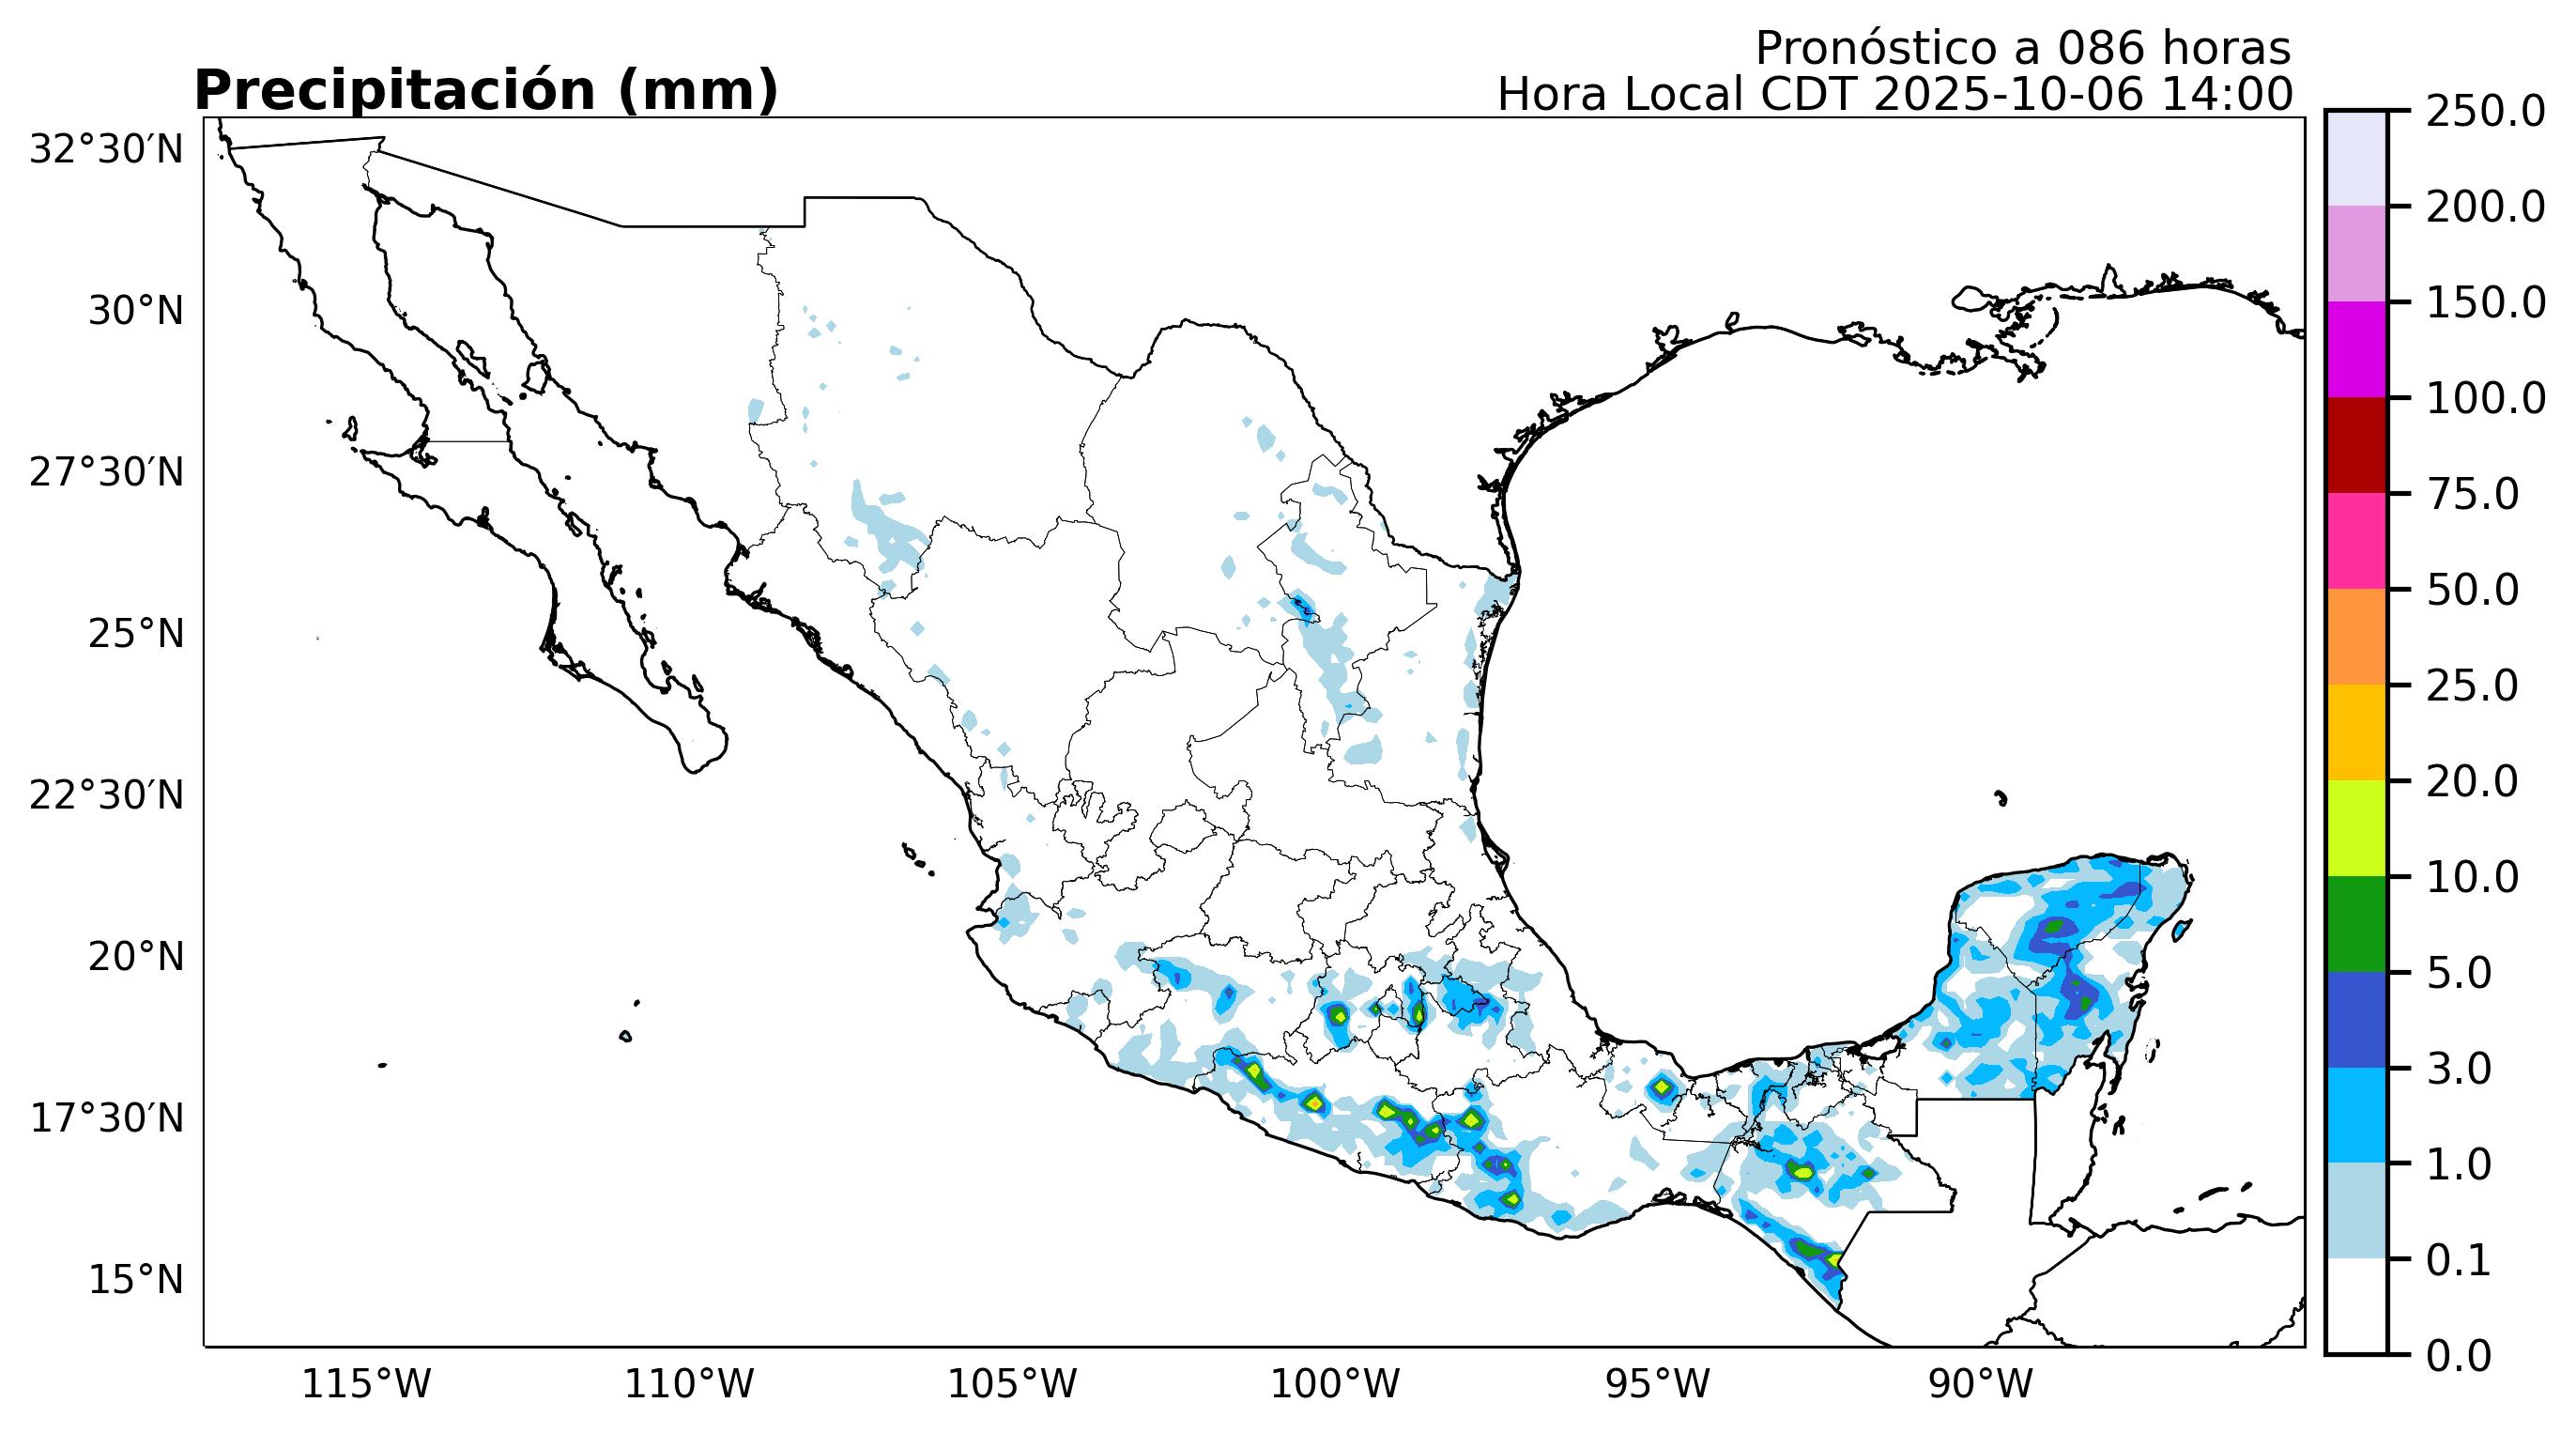 Pronóstico a 086 horas
Precipitación (mm)
Hora Local CDT 2025-10-06 14:00
32°30′N
30°N
27°30′N
25°N
22°30′N
20°N
17°30′N
15°N
115°W
110°W
105°W
100°W
95°W
90°W
250.0
200.0
150.0
100.0
75.0
50.0
25.0
20.0
10.0
5.0
3.0
1.0
0.1
0.0